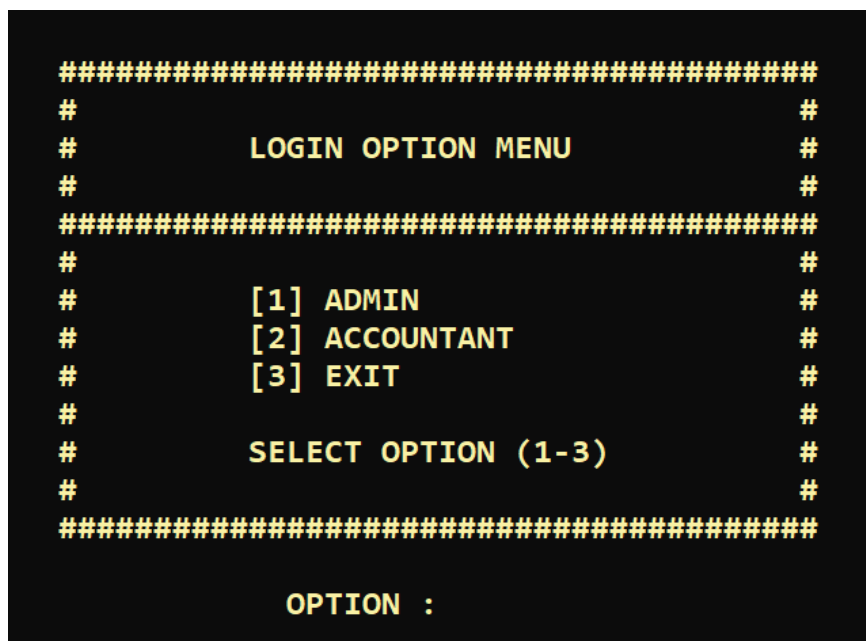 ########################################
#                                      #
#         LOGIN OPTION MENU            #
#                                      #
########################################
#                                      #
#         [1] ADMIN                    #
#         [2] ACCOUNTANT               #
#         [3] EXIT                     #
#                                      #
#         SELECT OPTION (1-3)          #
#                                      #
########################################
OPTION :